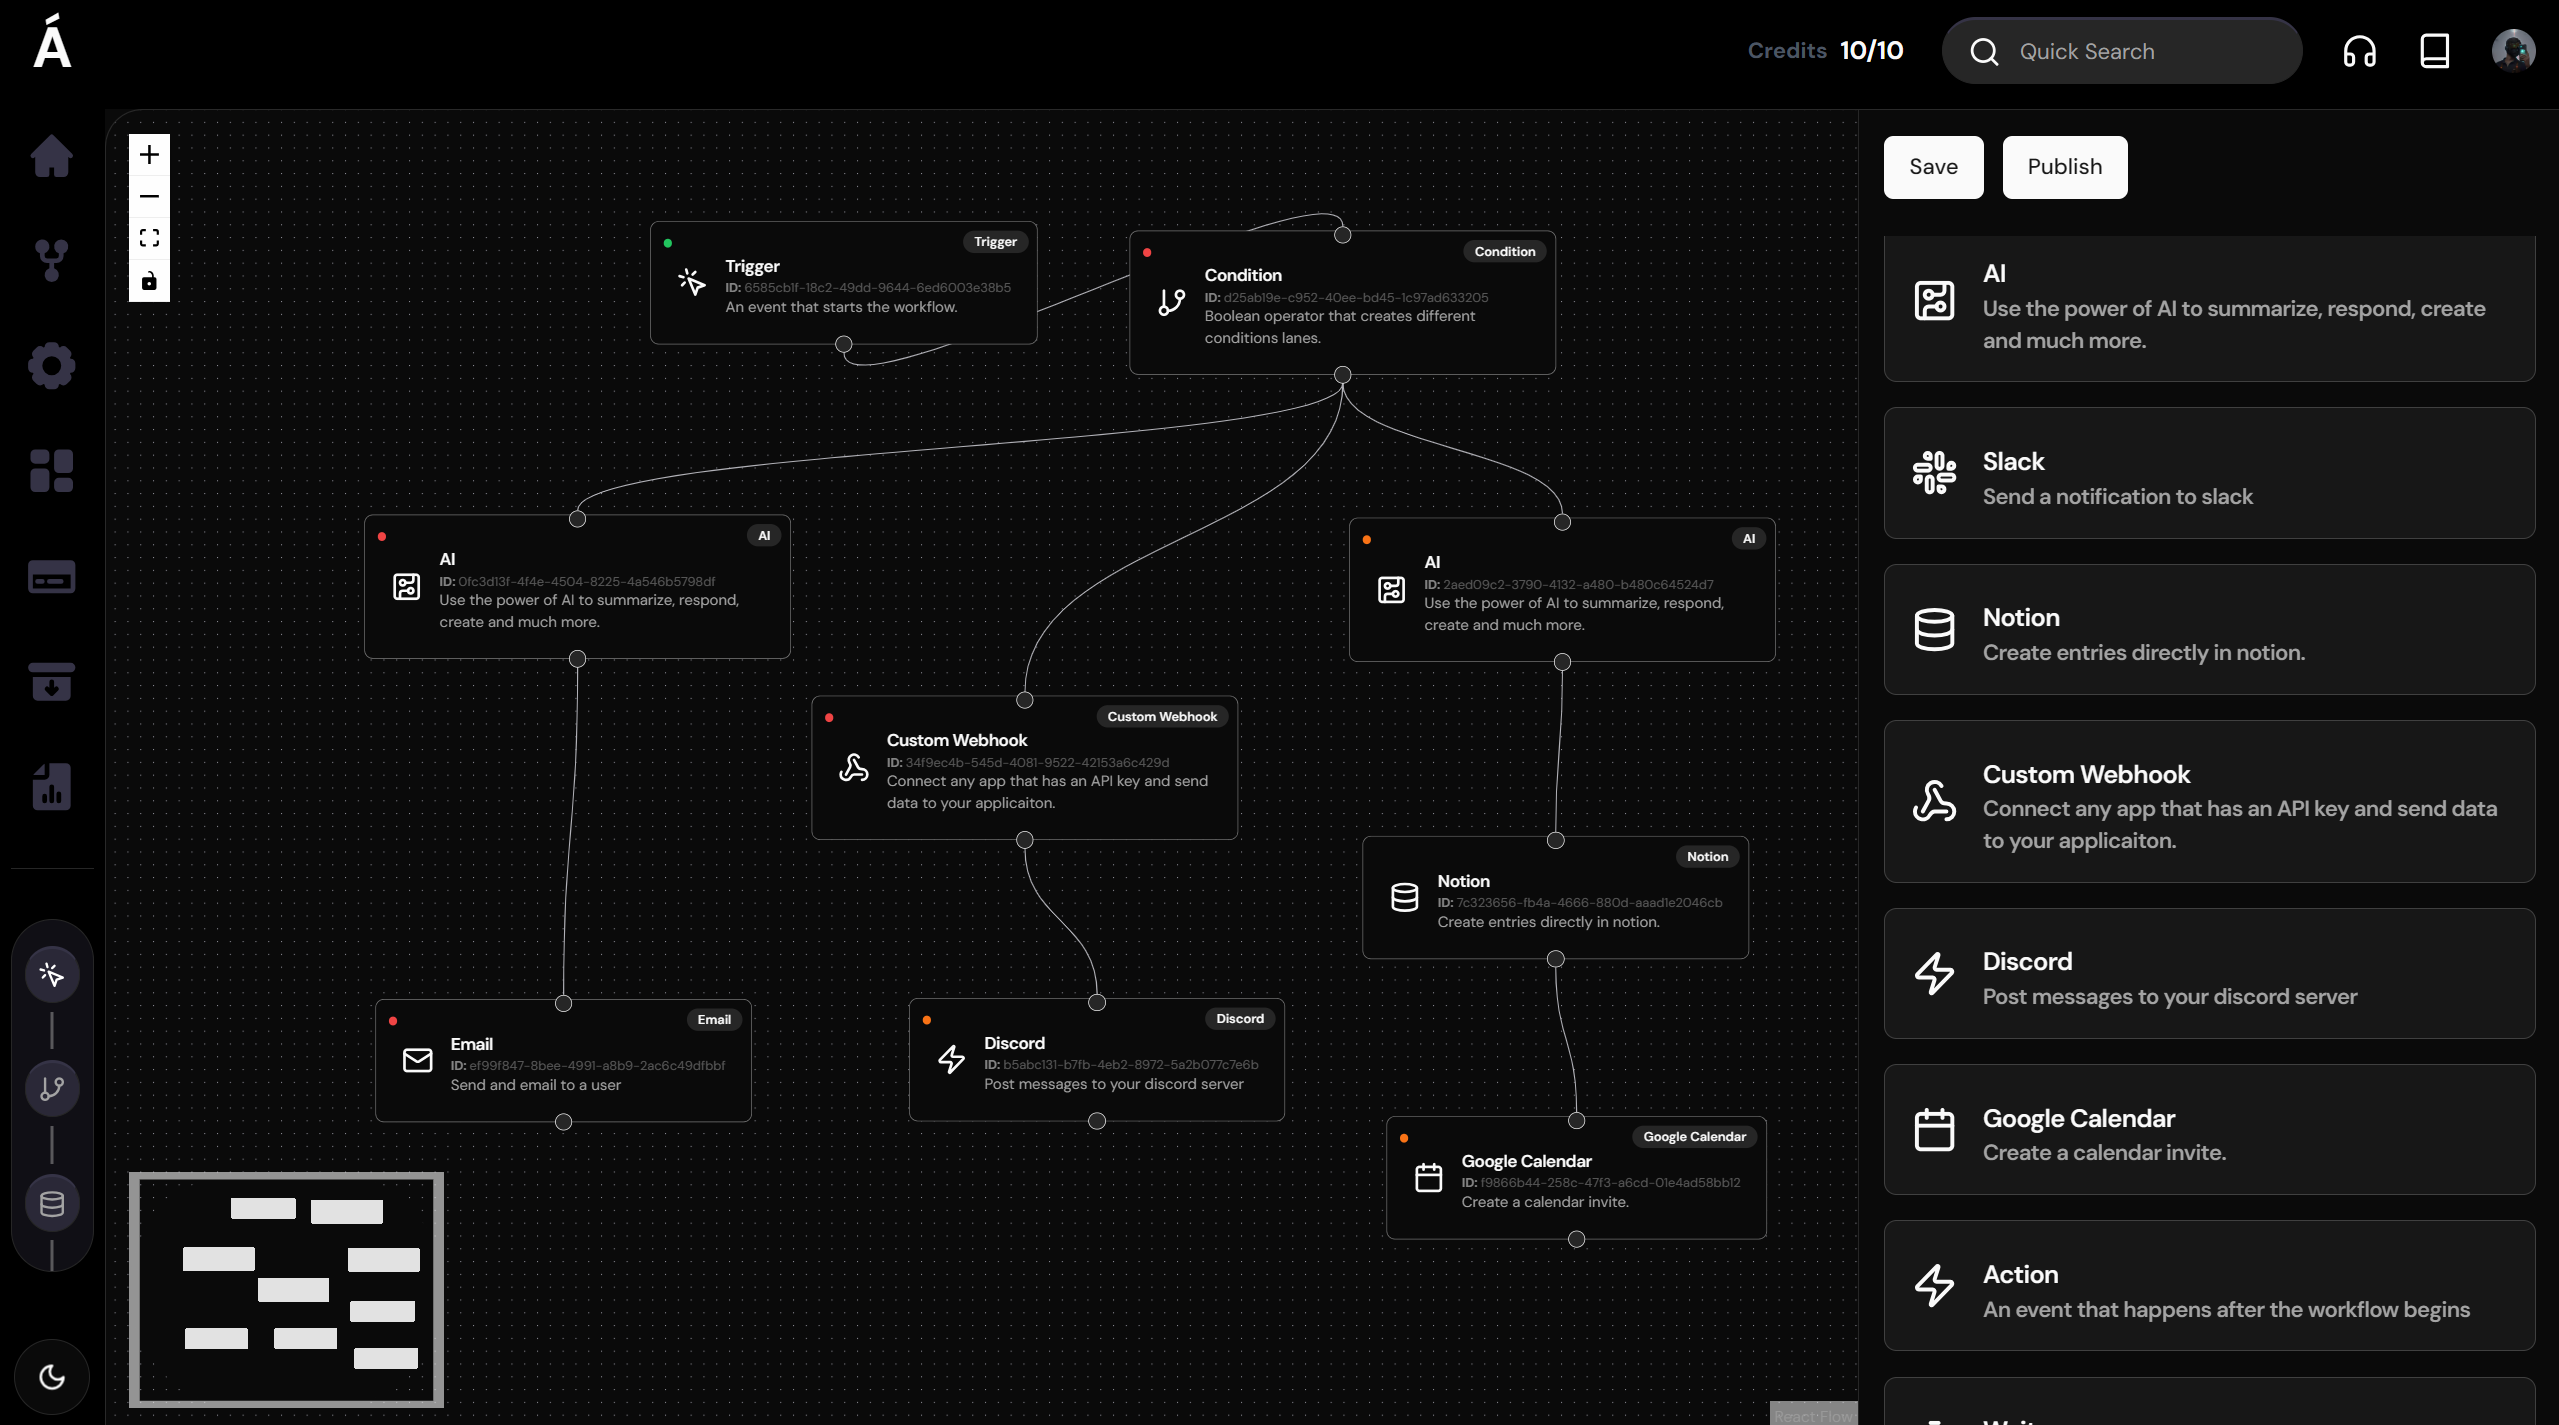 Á
Credits 10/10
Quick Search
Save
Publish
Trigger
Trigger
ID: 6585cb1f-18c2-49dd-9644-6ed6003e38b5
An event that starts the workflow.
Condition
Condition
ID: d25ab19e-c952-40ee-bd45-1c97ad633205
Boolean operator that creates different
conditions lanes.
AI
AI
ID: 0fc3d13f-4f4e-4504-8225-4a546b5798df
Use the power of AI to summarize, respond,
create and much more.
AI
AI
ID: 2aed09c2-3790-4132-a480-b480c64524d7
Use the power of AI to summarize, respond,
create and much more.
Custom Webhook
Custom Webhook
ID: 34f9ec4b-545d-4081-9522-42153a6c429d
Connect any app that has an API key and send
data to your applicaiton.
Notion
Notion
ID: 7c323656-fb4a-4666-880d-aaad1e2046cb
Create entries directly in notion.
Email
Email
ID: ef99f847-8bee-4991-a8b9-2ac6c49dfbbf
Send and email to a user
Discord
Discord
ID: b5abc131-b7fb-4eb2-8972-5a2b077c7e6b
Post messages to your discord server
Google Calendar
Google Calendar
ID: f9866b44-258c-47f3-a6cd-01e4ad58bb12
Create a calendar invite.
React Flow
AI
Use the power of AI to summarize, respond, create
and much more.
Slack
Send a notification to slack
Notion
Create entries directly in notion.
Custom Webhook
Connect any app that has an API key and send data
to your applicaiton.
Discord
Post messages to your discord server
Google Calendar
Create a calendar invite.
Action
An event that happens after the workflow begins